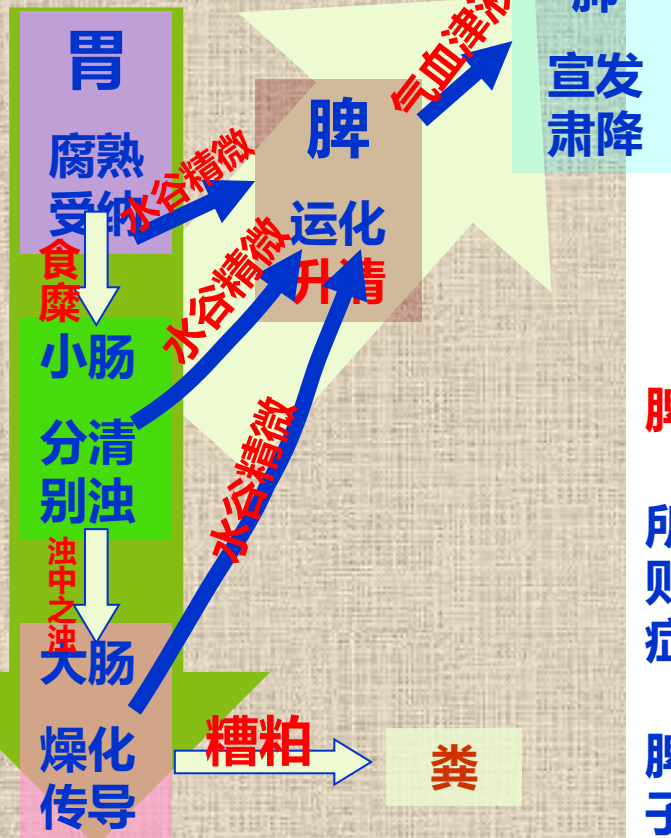 胃
腐熟
受纳
食
糜
小肠
分清
别浊
浊
中
之
浊
大肠
燥化
传导
水谷精微
水谷精微
水谷精微
脾
运化
升清
气血津液
肺
宣发
肃降
糟粕
粪